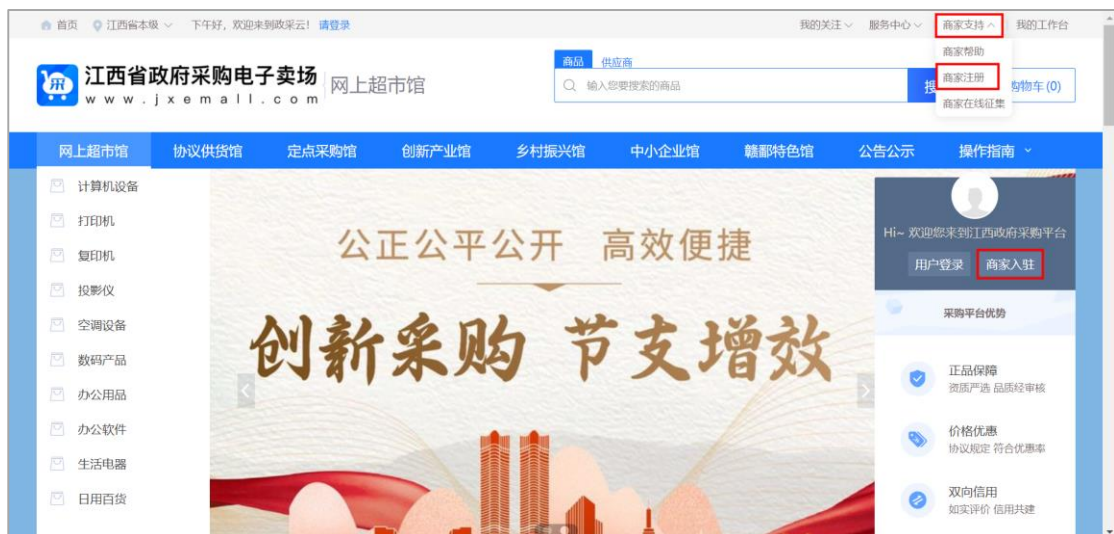 首页 江西省本级 下午好，欢迎来到政采云！ 请登录 我的关注 服务中心 商家支持 我的工作台
商家帮助
商家注册
商家在线征集
江西省政府采购电子卖场 网上超市馆
www.jxemall.com
商品 供应商
输入您要搜索的商品
搜
购物车(0)
网上超市馆 协议供货馆 定点采购馆 创新产业馆 乡村振兴馆 中小企业馆 赣鄱特色馆 公告公示 操作指南
计算机设备
打印机
复印机
投影仪
空调设备
数码产品
办公用品
办公软件
生活电器
日用百货
公正公平公开 高效便捷
创新采购 节支增效
Hi~ 欢迎您来到江西政府采购平台
用户登录 商家入驻
采购平台优势
正品保障
资质严选 品质经审核
价格优惠
协议规定 符合优惠率
双向信用
如实评价 信用共建